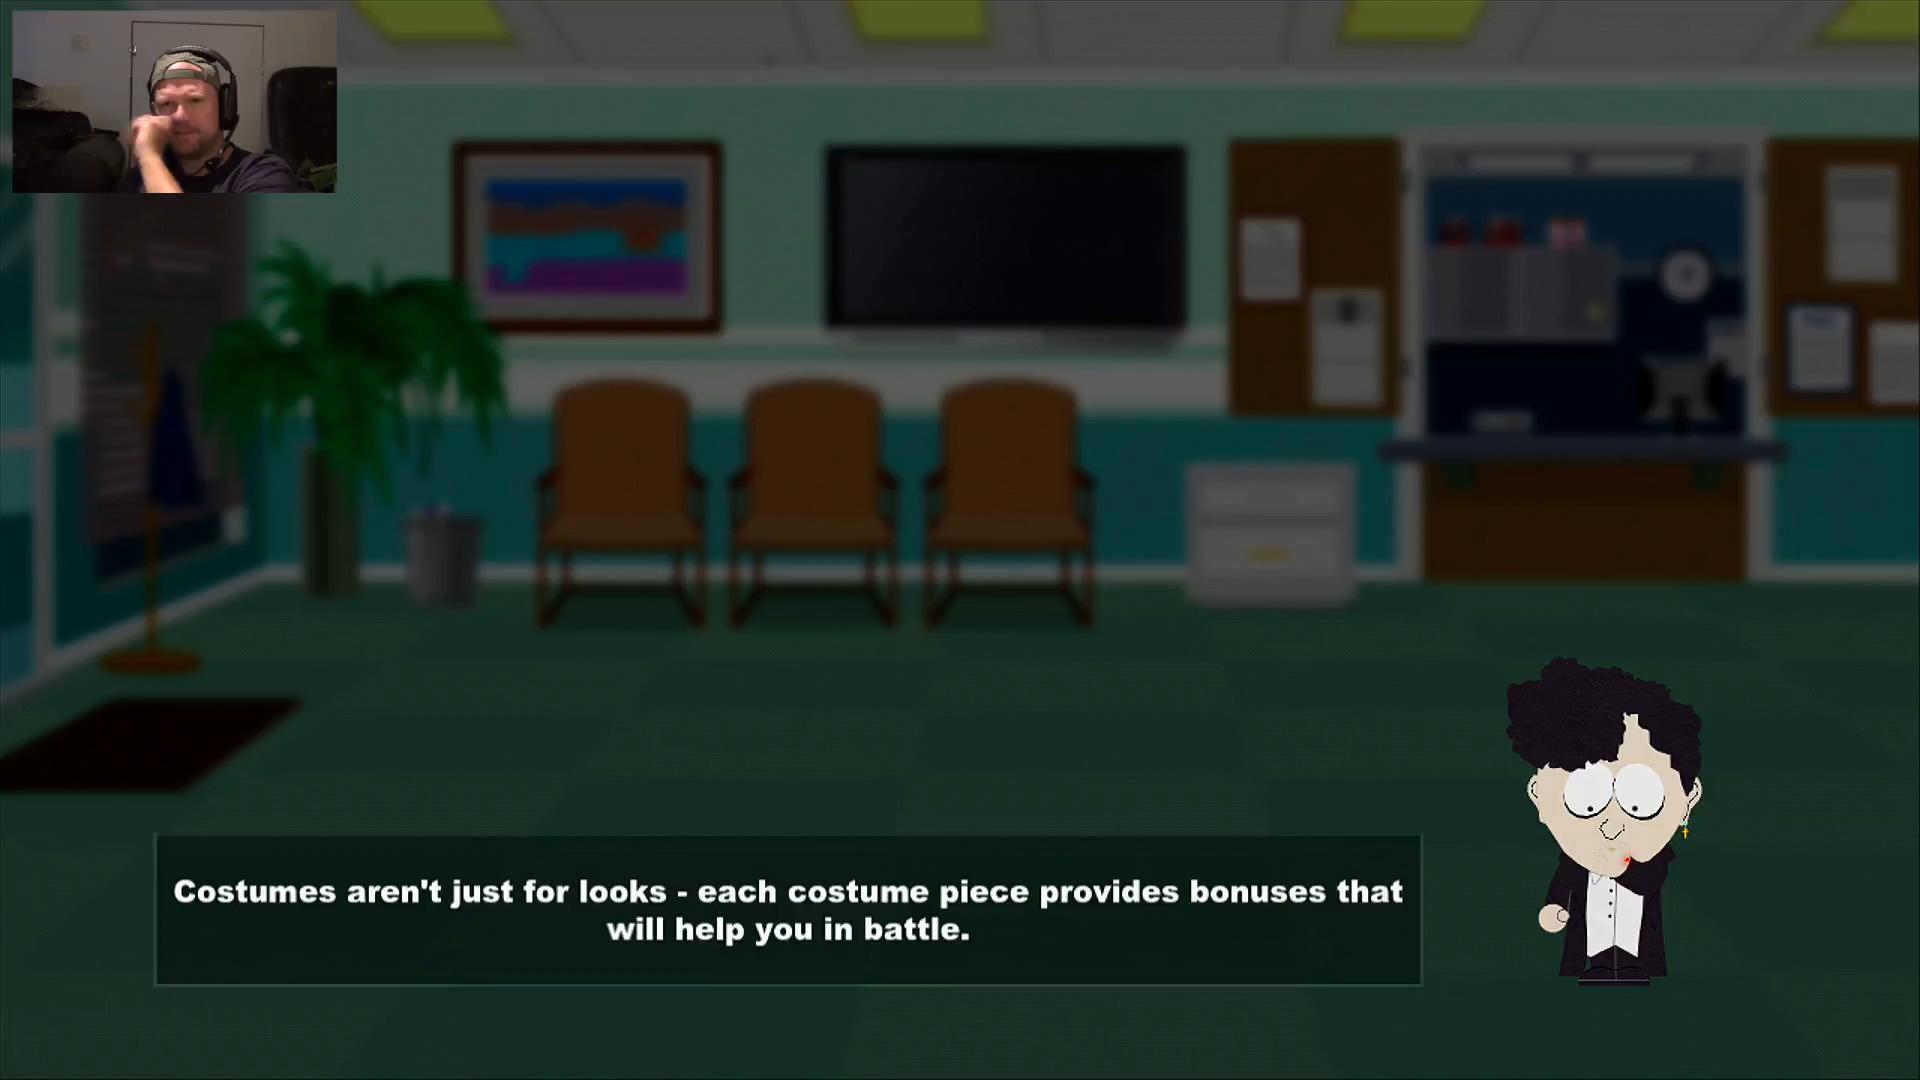 Costumes aren't just for looks - each costume piece provides bonuses that
will help you in battle.